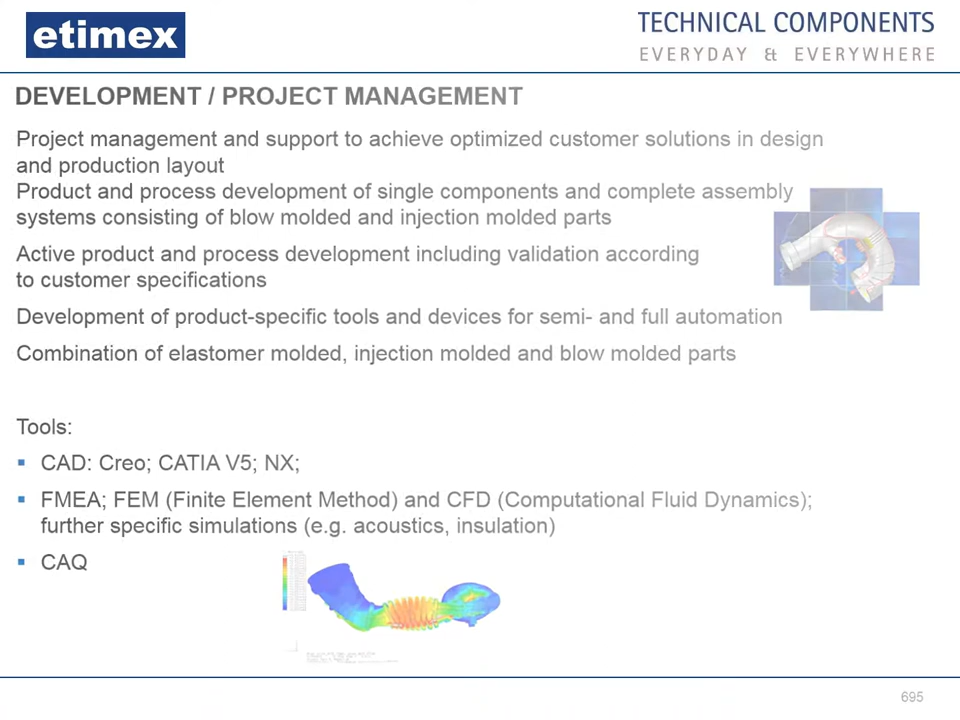 etimex
TECHNICAL COMPONENTS
EVERYDAY & EVERYWHERE
DEVELOPMENT / PROJECT MANAGEMENT
Project management and support to achieve optimized customer solutions in design
and production layout
Product and process development of single components and complete assembly
systems consisting of blow molded and injection molded parts
Active product and process development including validation according
to customer specifications
Development of product-specific tools and devices for semi- and full automation
Combination of elastomer molded, injection molded and blow molded parts
Tools:
▪ CAD: Creo; CATIA V5; NX;
▪ FMEA; FEM (Finite Element Method) and CFD (Computational Fluid Dynamics);
further specific simulations (e.g. acoustics, insulation)
▪ CAQ
695